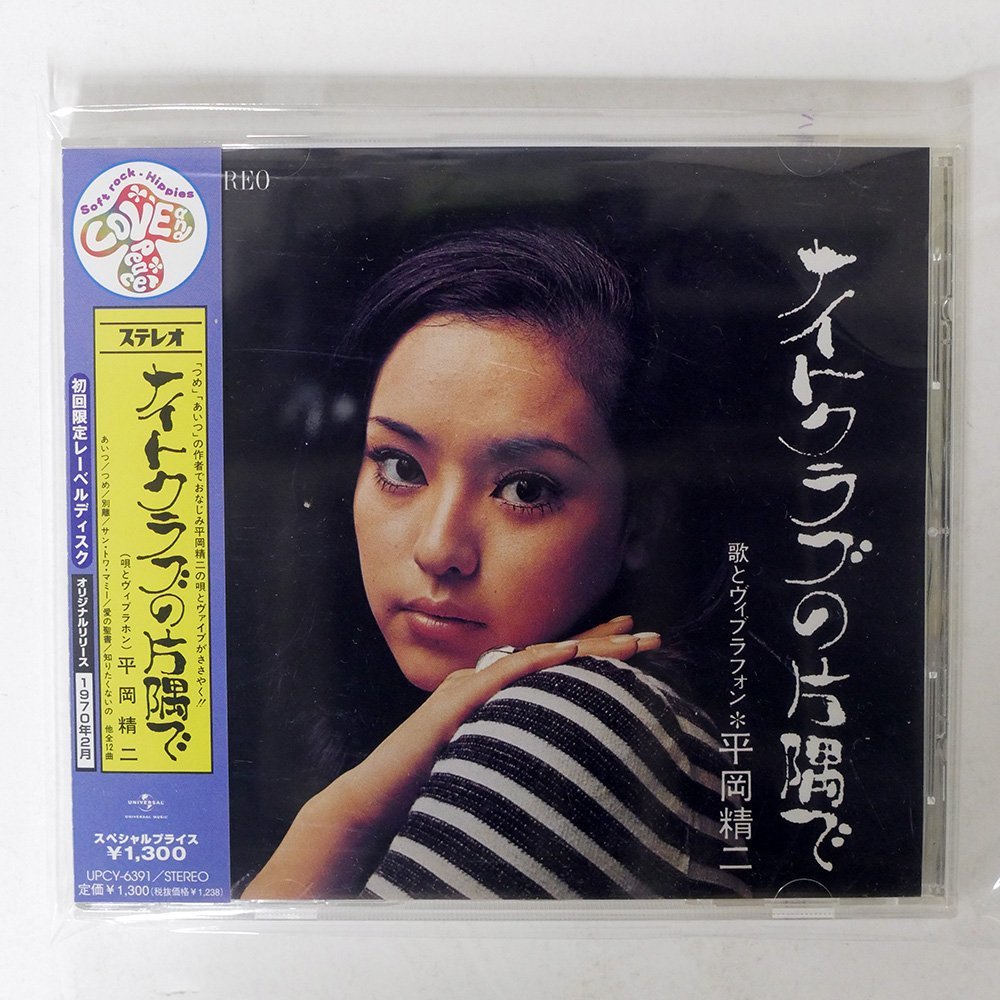 Soft rock - Hippies
LOVE and Peace
ステレオ
「つめ」「あいつ」の作者でおなじみ平岡精二の唄とヴァイブがささやく!!
ナイトクラブの片隅で
(唄とヴィブラホン) 平岡精二
あいつ/つめ/別離/サン・トワ・マミー/愛の聖書/知りたくないの 他全12曲
初回限定レーベルディスク
オリジナルリリース 1970年2月
UNIVERSAL
UNIVERSAL MUSIC
スペシャルプライス
¥1,300
UPCY-6391/STEREO
定価¥1,300(税抜価格¥1,238)
REO
ナイトクラブの片隅で
歌とヴィブラフォン*平岡精二